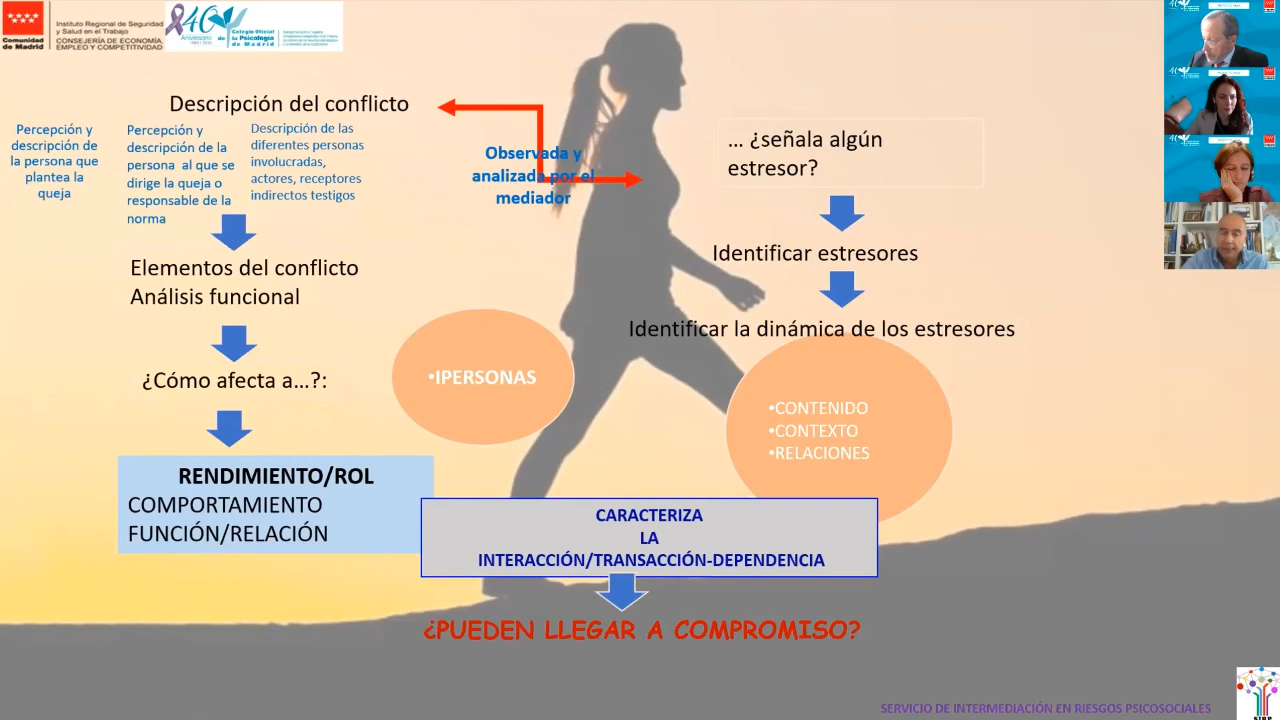 Comunidad
de Madrid
Instituto Regional de Seguridad
y Salud en el Trabajo
CONSEJERÍA DE ECONOMÍA,
EMPLEO Y COMPETITIVIDAD
40
Aniversario
de
Colegio Oficial
la Psicología
de Madrid
Descripción del conflicto
Percepción y
descripción de
la persona que
plantea la
queja
Percepción y
descripción de la
persona al que se
dirige la queja o
responsable de la
norma
Descripción de las
diferentes personas
involucradas,
actores, receptores
indirectos testigos
Observada y
analizada por el
mediador
... ¿señala algún
estresor?
Identificar estresores
Identificar la dinámica de los estresores
Elementos del conflicto
Análisis funcional
¿Cómo afecta a...?:
•IPERSONAS
•CONTENIDO
•CONTEXTO
•RELACIONES
RENDIMIENTO/ROL
COMPORTAMIENTO
FUNCIÓN/RELACIÓN
CARACTERIZA
LA
INTERACCIÓN/TRANSACCIÓN-DEPENDENCIA
¿PUEDEN LLEGAR A COMPROMISO?
SERVICIO DE INTERMEDIACIÓN EN RIESGOS PSICOSOCIALES